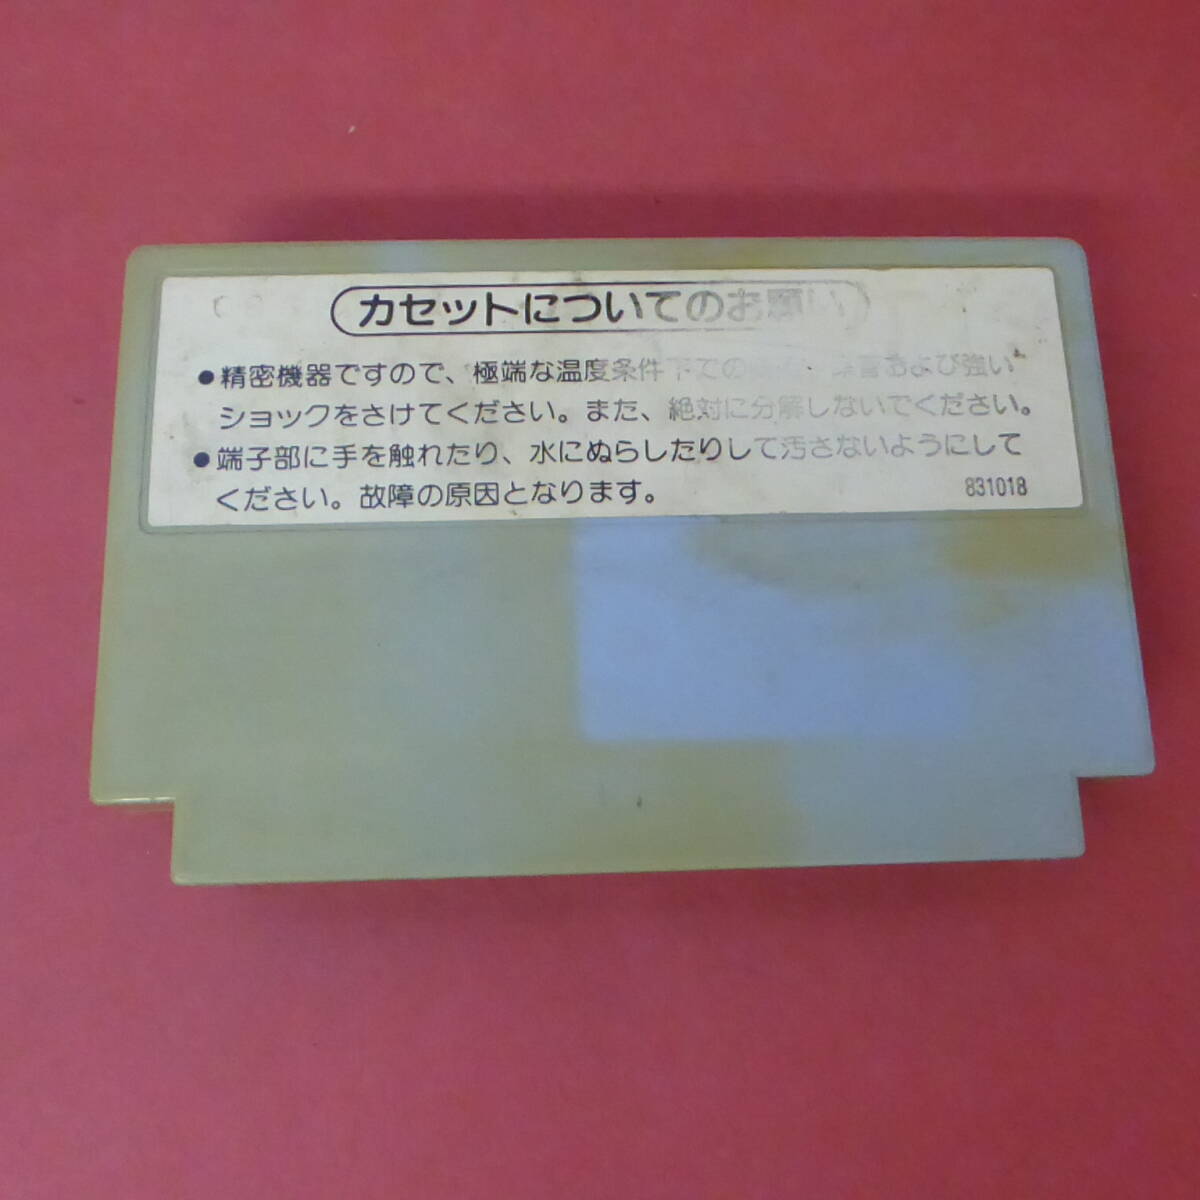 カセットについてのお願い
●精密機器ですので、極端な温度条件下での 保管および強い
ショックをさけてください。また、絶対に分解しないでください。
●端子部に手を触れたり、水にぬらしたりして汚さないようにして
ください。故障の原因となります。
831018